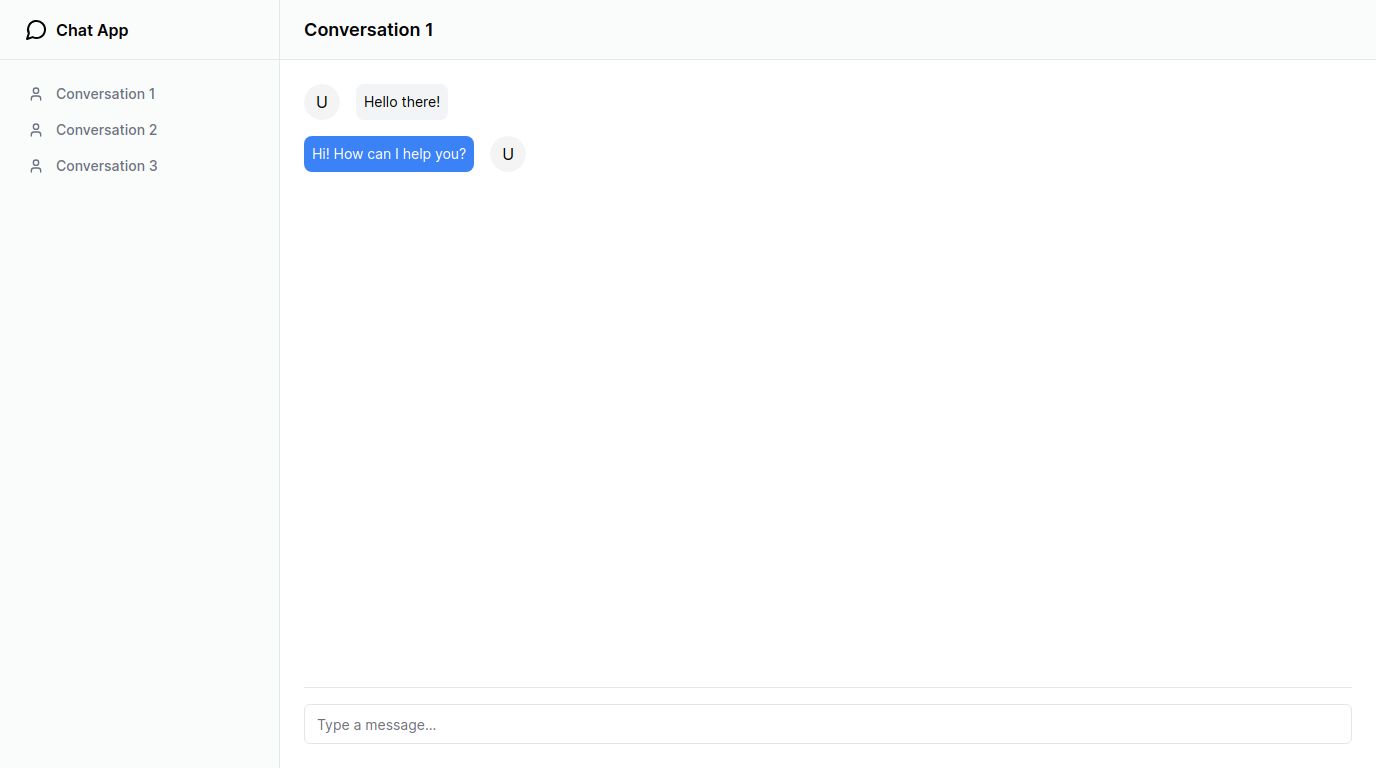 Chat App
Conversation 1
Conversation 2
Conversation 3
Conversation 1
U
Hello there!
Hi! How can I help you?
U
Type a message...